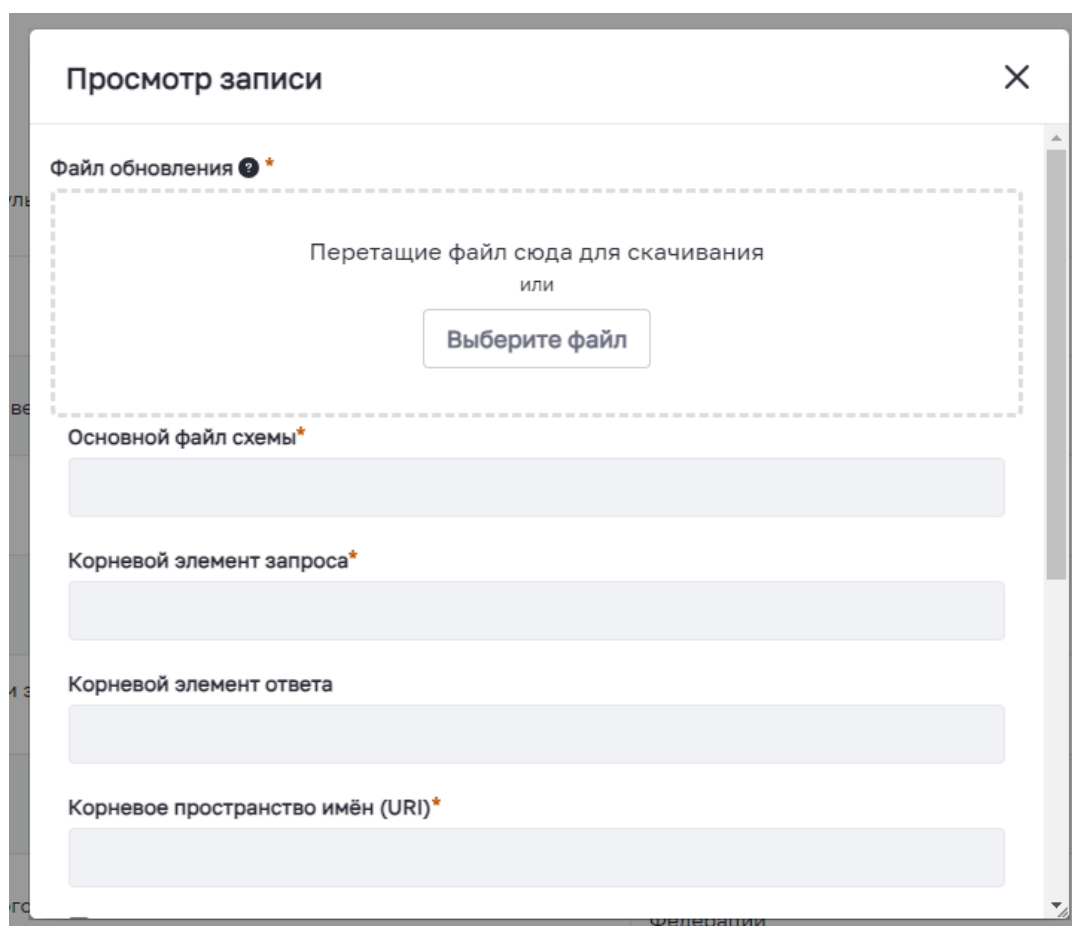 Просмотр записи
Файл обновления ? *
Перетащие файл сюда для скачивания
или
Выберите файл
Основной файл схемы*
Корневой элемент запроса*
Корневой элемент ответа
Корневое пространство имён (URI)*
Федерации